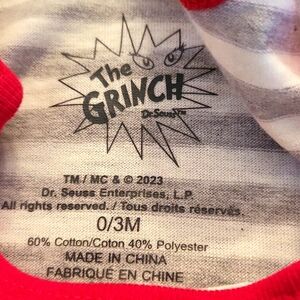 The
GRINCH
Dr. Seuss™
TM / MC & © 2023
Dr. Seuss Enterprises, L.P.
All rights reserved. / Tous droits réservés.
0/3M
60% Cotton/Coton 40% Polyester
MADE IN CHINA
FABRIQUÉ EN CHINE